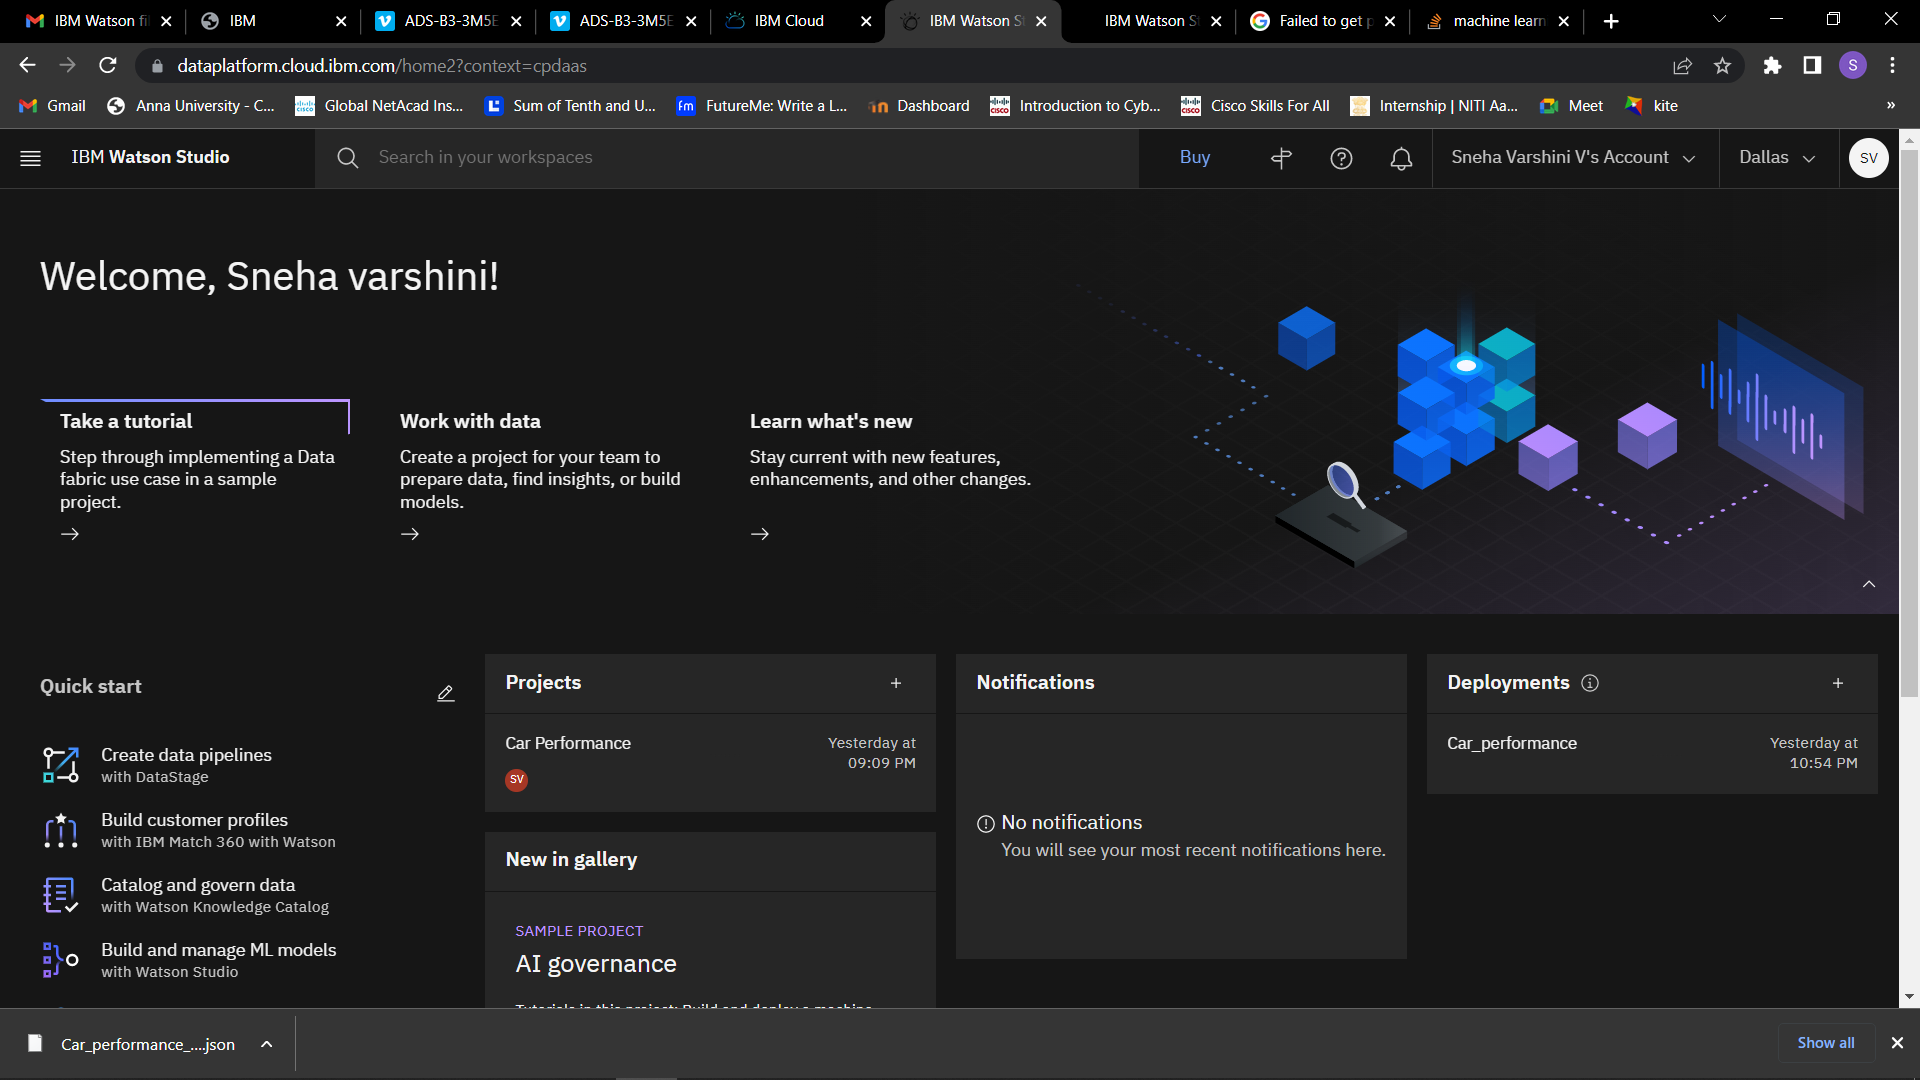 IBM Watson fi
IBM
ADS-B3-3M5E
ADS-B3-3M5E
IBM Cloud
IBM Watson St
IBM Watson St
Failed to get p
machine learn
dataplatform.cloud.ibm.com/home2?context=cpdaas
S
Gmail
Anna University - C...
Global NetAcad Ins...
Sum of Tenth and U...
FutureMe: Write a L...
Dashboard
Introduction to Cyb...
Cisco Skills For All
Internship | NITI Aa...
Meet
kite
»
IBM Watson Studio
Search in your workspaces
Buy
Sneha Varshini V's Account
Dallas
SV
Welcome, Sneha varshini!
Take a tutorial
Step through implementing a Data
fabric use case in a sample
project.
Work with data
Create a project for your team to
prepare data, find insights, or build
models.
Learn what's new
Stay current with new features,
enhancements, and other changes.
Quick start
Create data pipelines
with DataStage
Build customer profiles
with IBM Match 360 with Watson
Catalog and govern data
with Watson Knowledge Catalog
Build and manage ML models
with Watson Studio
Projects
Car Performance
Yesterday at
09:09 PM
SV
New in gallery
SAMPLE PROJECT
AI governance
Tutorials in this project: Build and deploy a machine
Notifications
No notifications
You will see your most recent notifications here.
Deployments
Car_performance
Yesterday at
10:54 PM
Car_performance_....json
Show all